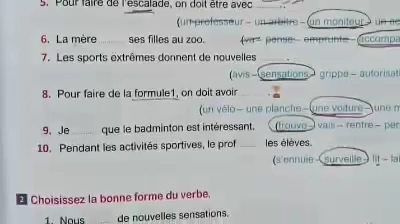 5. Pour faire de l'escalade, on doit être avec
(un professeur – un arbitre – un moniteur – un
6. La mère ........ ses filles au zoo.
(va – pense – emprunte – accompa
7. Les sports extrêmes donnent de nouvelles
(avis – sensations – grippe – autorisat
8. Pour faire de la formule1, on doit avoir
(un vélo – une planche – une voiture – une
9. Je ........ que le badminton est intéressant.
(trouve – vais – rentre – per
10. Pendant les activités sportives, le prof ........ les élèves.
(s'ennuie – surveille – lit – la
2 Choisissez la bonne forme du verbe.
1. Nous ........ de nouvelles sensations.